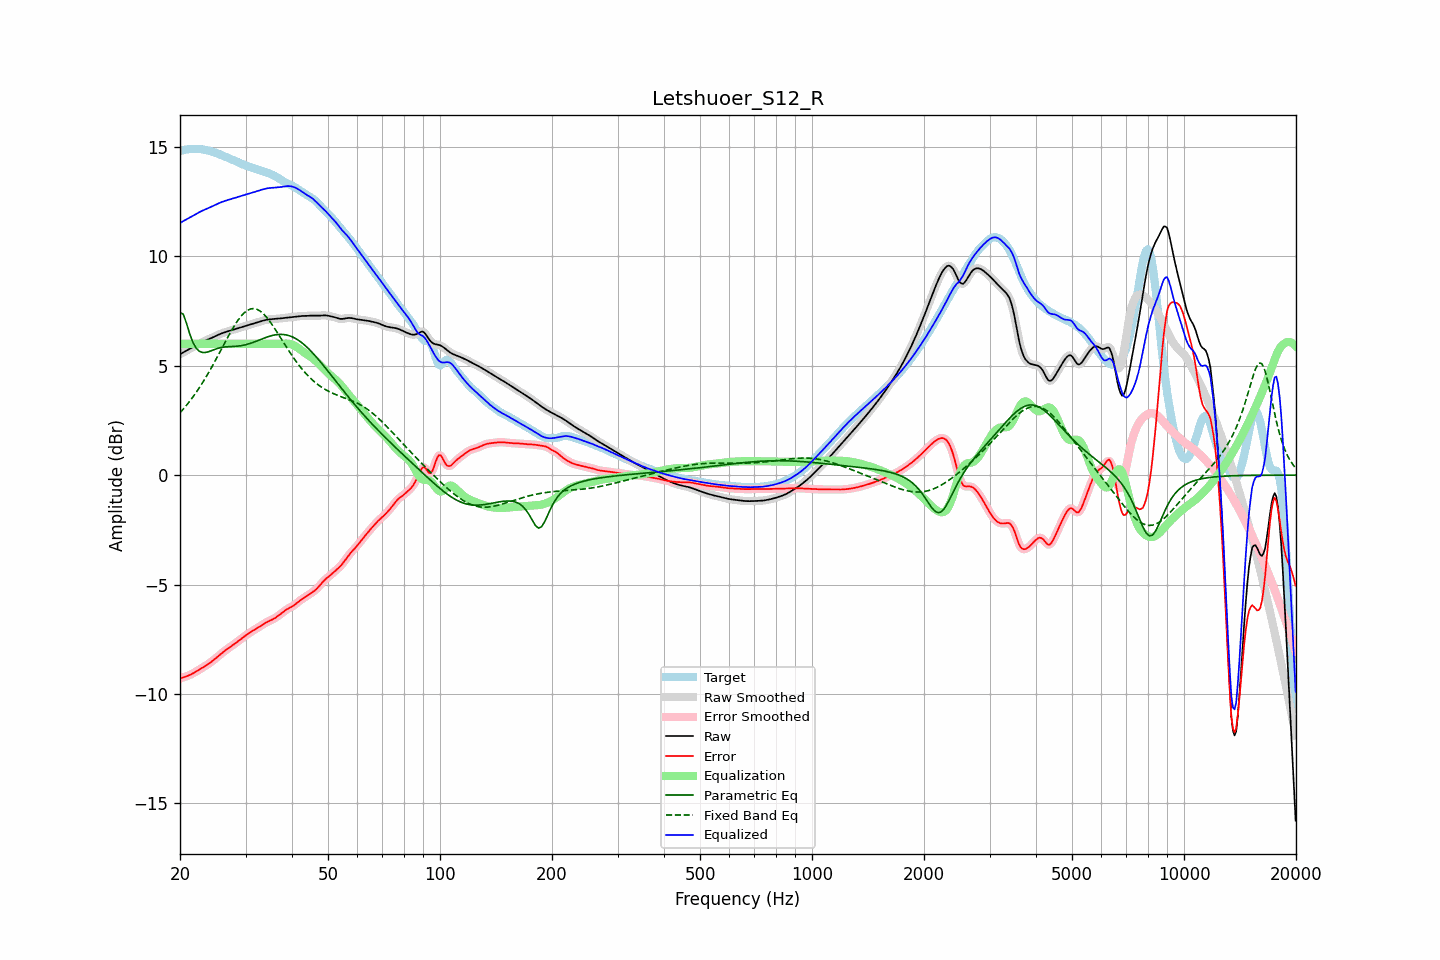 Letshuoer_S12_R
Amplitude (dBr)
15
10
5
0
−5
−10
−15
Target
Raw Smoothed
Error Smoothed
Raw
Error
Equalization
Parametric Eq
Fixed Band Eq
Equalized
20 50 100 200 500 1000 2000 5000 10000 20000
Frequency (Hz)